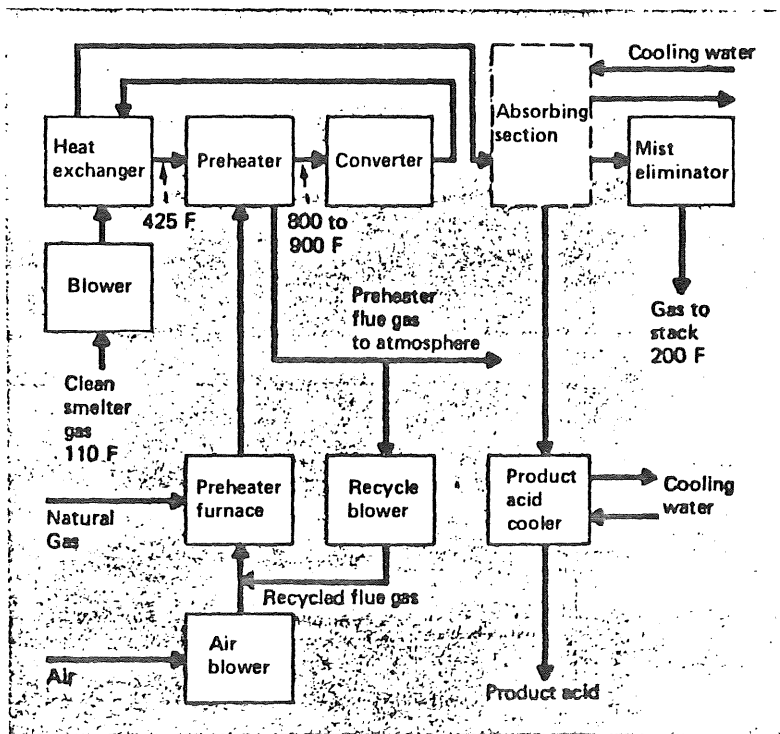 Cooling water
Absorbing
section
Heat
exchanger
Preheater
Converter
Mist
eliminator
425 F
800 to
900 F
Blower
Preheater
flue gas
to atmosphere
Gas to
stack
200 F
Clean
smelter
gas
110 F
Preheater
furnace
Recycle
blower
Product
acid
cooler
Cooling
water
Natural
Gas
Recycled flue gas
Air
blower
Air
Product acid